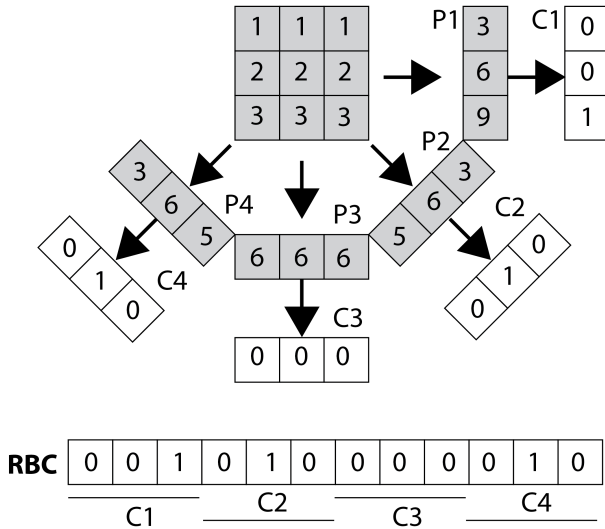 1 1 1 P1 3 C1 0
2 2 2 6 0
3 3 3 9 1
P2
3 6 5 P4
5 6 3
P3
6 6 6
C2
0 1 0 C4
0 1 0
C3
0 0 0
RBC 0 0 1 0 1 0 0 0 0 0 1 0
C1 C2 C3 C4